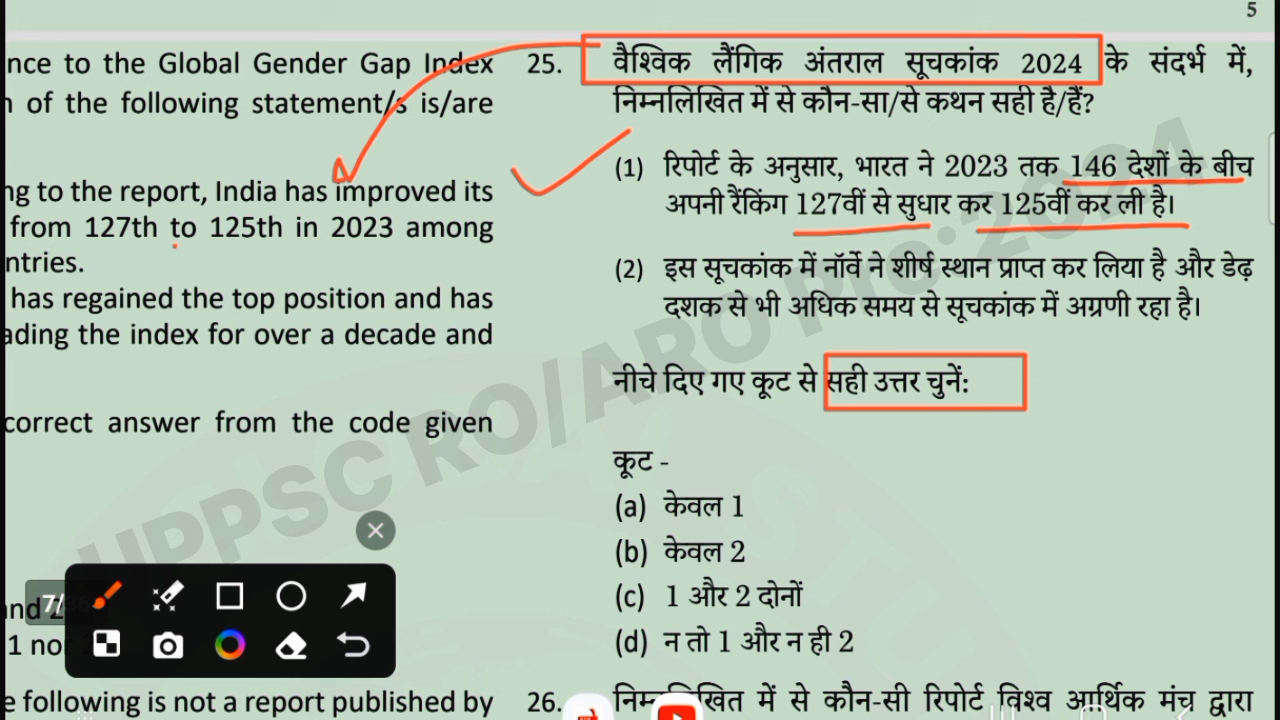 5
nce to the Global Gender Gap Index
n of the following statement/s is/are
ng to the report, India has improved its
from 127th to 125th in 2023 among
ntries.
has regained the top position and has
ading the index for over a decade and
correct answer from the code given
and 2
1 nor
e following is not a report published by
25. वैश्विक लैंगिक अंतराल सूचकांक 2024 के संदर्भ में,
निम्नलिखित में से कौन-सा/से कथन सही है/हैं?
(1) रिपोर्ट के अनुसार, भारत ने 2023 तक 146 देशों के बीच
अपनी रैंकिंग 127वीं से सुधार कर 125वीं कर ली है।
(2) इस सूचकांक में नॉर्वे ने शीर्ष स्थान प्राप्त कर लिया है और डेढ़
दशक से भी अधिक समय से सूचकांक में अग्रणी रहा है।
नीचे दिए गए कूट से सही उत्तर चुनें:
कूट -
(a) केवल 1
(b) केवल 2
(c) 1 और 2 दोनों
(d) न तो 1 और न ही 2
26. निम्नलिखित में से कौन-सी रिपोर्ट विश्व आर्थिक मंच द्वारा
UPPSC RO/ARO Pre. 2024